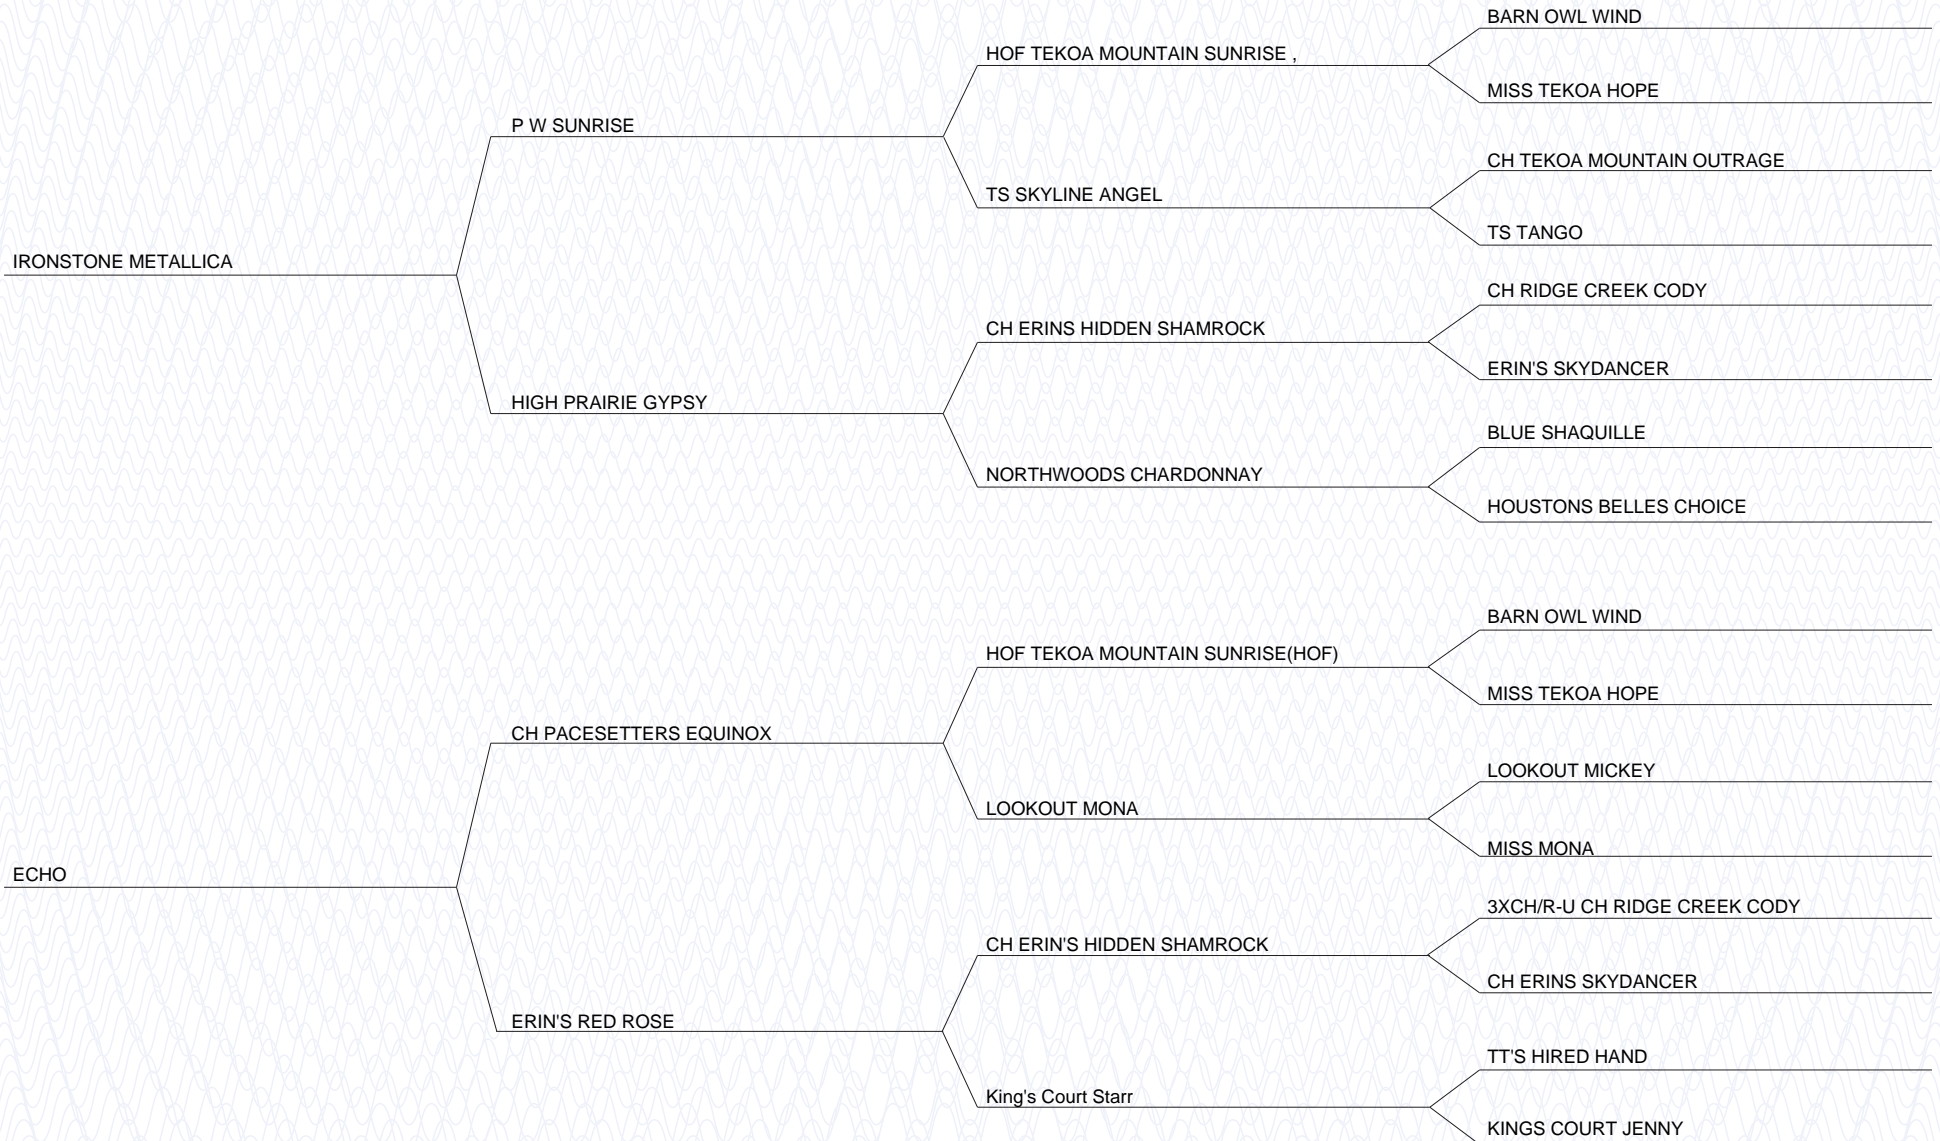 BARN OWL WIND
HOF TEKOA MOUNTAIN SUNRISE ,
MISS TEKOA HOPE
P W SUNRISE
CH TEKOA MOUNTAIN OUTRAGE
TS SKYLINE ANGEL
TS TANGO
IRONSTONE METALLICA
CH RIDGE CREEK CODY
CH ERINS HIDDEN SHAMROCK
ERIN'S SKYDANCER
HIGH PRAIRIE GYPSY
BLUE SHAQUILLE
NORTHWOODS CHARDONNAY
HOUSTONS BELLES CHOICE
BARN OWL WIND
HOF TEKOA MOUNTAIN SUNRISE(HOF)
MISS TEKOA HOPE
CH PACESETTERS EQUINOX
LOOKOUT MICKEY
LOOKOUT MONA
MISS MONA
ECHO
3XCH/R-U CH RIDGE CREEK CODY
CH ERIN'S HIDDEN SHAMROCK
CH ERINS SKYDANCER
ERIN'S RED ROSE
TT'S HIRED HAND
King's Court Starr
KINGS COURT JENNY